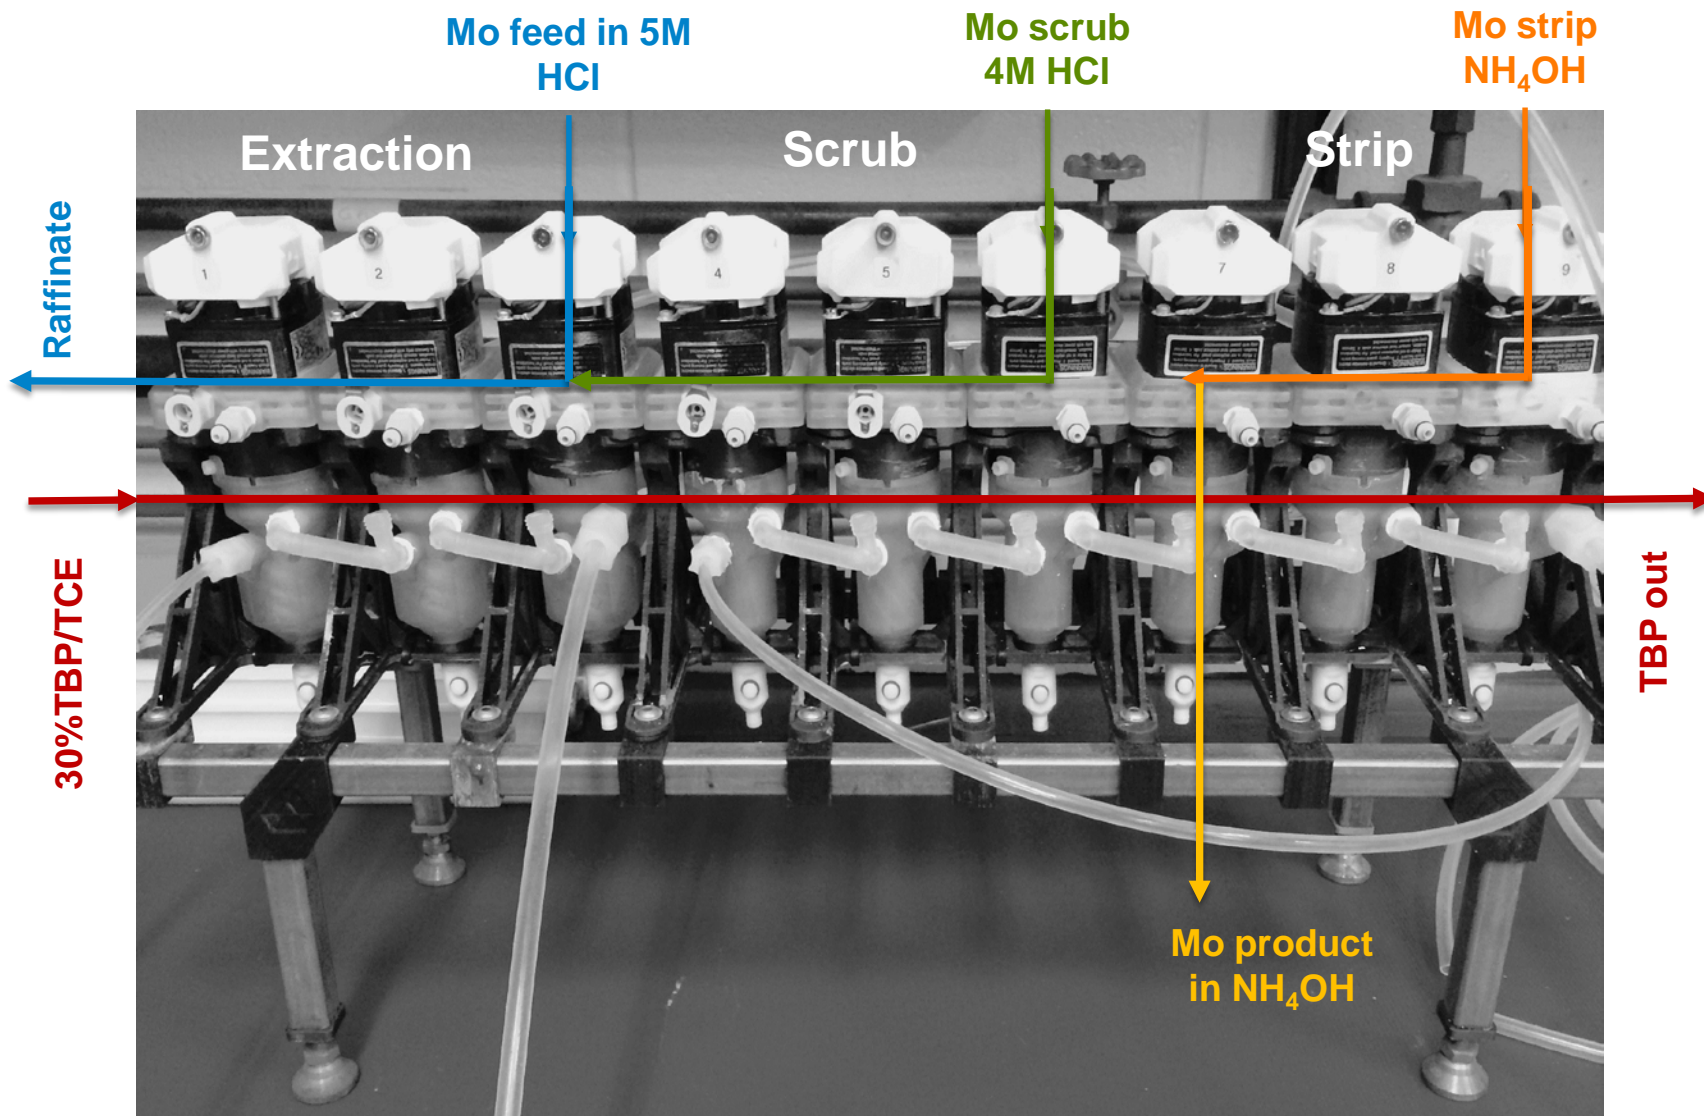 Mo feed in 5M
HCl
Mo scrub
4M HCl
Mo strip
NH₄OH
Extraction
Scrub
Strip
Raffinate
1
2
4
5
7
8
9
30%TBP/TCE
TBP out
Mo product
in NH₄OH